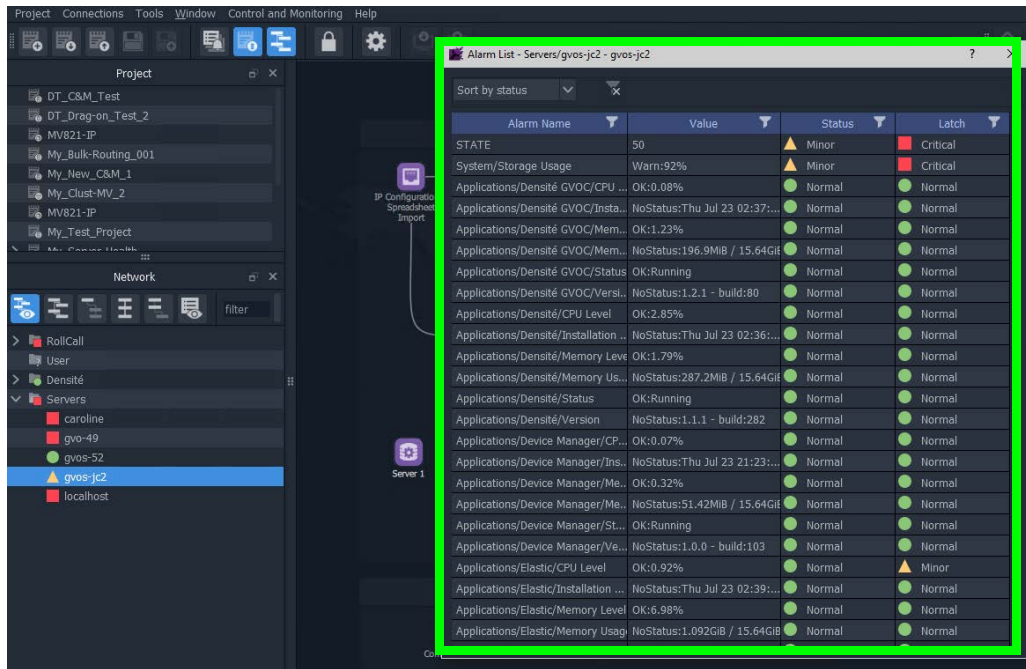 Project Connections Tools Window Control and Monitoring Help
Project
DT_C&M_Test
DT_Drag-on_Test_2
MV821-IP
My_Bulk-Routing_001
My_New_C&M_1
My_Clust-MV_2
MV821-IP
My_Test_Project
My_Server_Health
Network
filter
RollCall
User
Densité
Servers
caroline
gvo-49
gvos-52
gvos-jc2
localhost
IP Configuration
Spreadsheet
Import
Server 1
Alarm List - Servers/gvos-jc2 - gvos-jc2 ?
Sort by status
Alarm Name Value Status Latch
STATE 50 Minor Critical
System/Storage Usage Warn:92% Minor Critical
Applications/Densité GVOC/CPU ... OK:0.08% Normal Normal
Applications/Densité GVOC/Insta... NoStatus:Thu Jul 23 02:37:... Normal Normal
Applications/Densité GVOC/Mem... OK:1.23% Normal Normal
Applications/Densité GVOC/Mem... NoStatus:196.9MiB / 15.64GiB Normal Normal
Applications/Densité GVOC/Status OK:Running Normal Normal
Applications/Densité GVOC/Versi... NoStatus:1.2.1 - build:80 Normal Normal
Applications/Densité/CPU Level OK:2.85% Normal Normal
Applications/Densité/Installation ... NoStatus:Thu Jul 23 02:36:... Normal Normal
Applications/Densité/Memory Leve OK:1.79% Normal Normal
Applications/Densité/Memory Us... NoStatus:287.2MiB / 15.64GiB Normal Normal
Applications/Densité/Status OK:Running Normal Normal
Applications/Densité/Version NoStatus:1.1.1 - build:282 Normal Normal
Applications/Device Manager/CP... OK:0.07% Normal Normal
Applications/Device Manager/Ins... NoStatus:Thu Jul 23 21:23:... Normal Normal
Applications/Device Manager/Me... OK:0.32% Normal Normal
Applications/Device Manager/Me... NoStatus:51.42MiB / 15.64GiB Normal Normal
Applications/Device Manager/St... OK:Running Normal Normal
Applications/Device Manager/Ve... NoStatus:1.0.0 - build:103 Normal Normal
Applications/Elastic/CPU Level OK:0.92% Normal Minor
Applications/Elastic/Installation ... NoStatus:Thu Jul 23 02:39:... Normal Normal
Applications/Elastic/Memory Level OK:6.98% Normal Normal
Applications/Elastic/Memory Usag NoStatus:1.092GiB / 15.64GiB Normal Normal